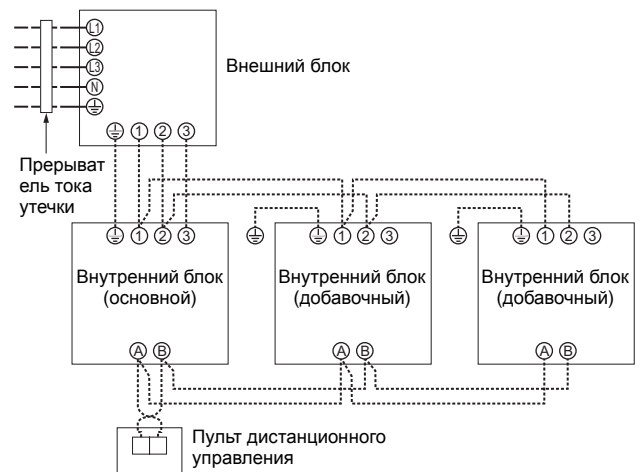 L1
L2
L3
N
Внешний блок
1 2 3
Прерыват
ель тока
утечки
1 2 3
1 2 3
1 2 3
Внутренний блок
(основной)
Внутренний блок
(добавочный)
Внутренний блок
(добавочный)
A B
A B
A B
Пульт дистанционного
управления